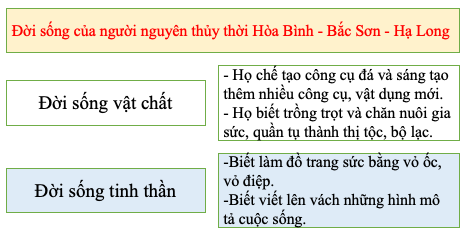 Đời sống của người nguyên thủy thời Hòa Bình - Bắc Sơn - Hạ Long
Đời sống vật chất
- Họ chế tạo công cụ đá và sáng tạo
thêm nhiều công cụ, vật dụng mới.
- Họ biết trồng trọt và chăn nuôi gia
sức, quần tụ thành thị tộc, bộ lạc.
Đời sống tinh thần
-Biết làm đồ trang sức bằng vỏ ốc,
vỏ điệp.
-Biết viết lên vách những hình mô
tả cuộc sống.